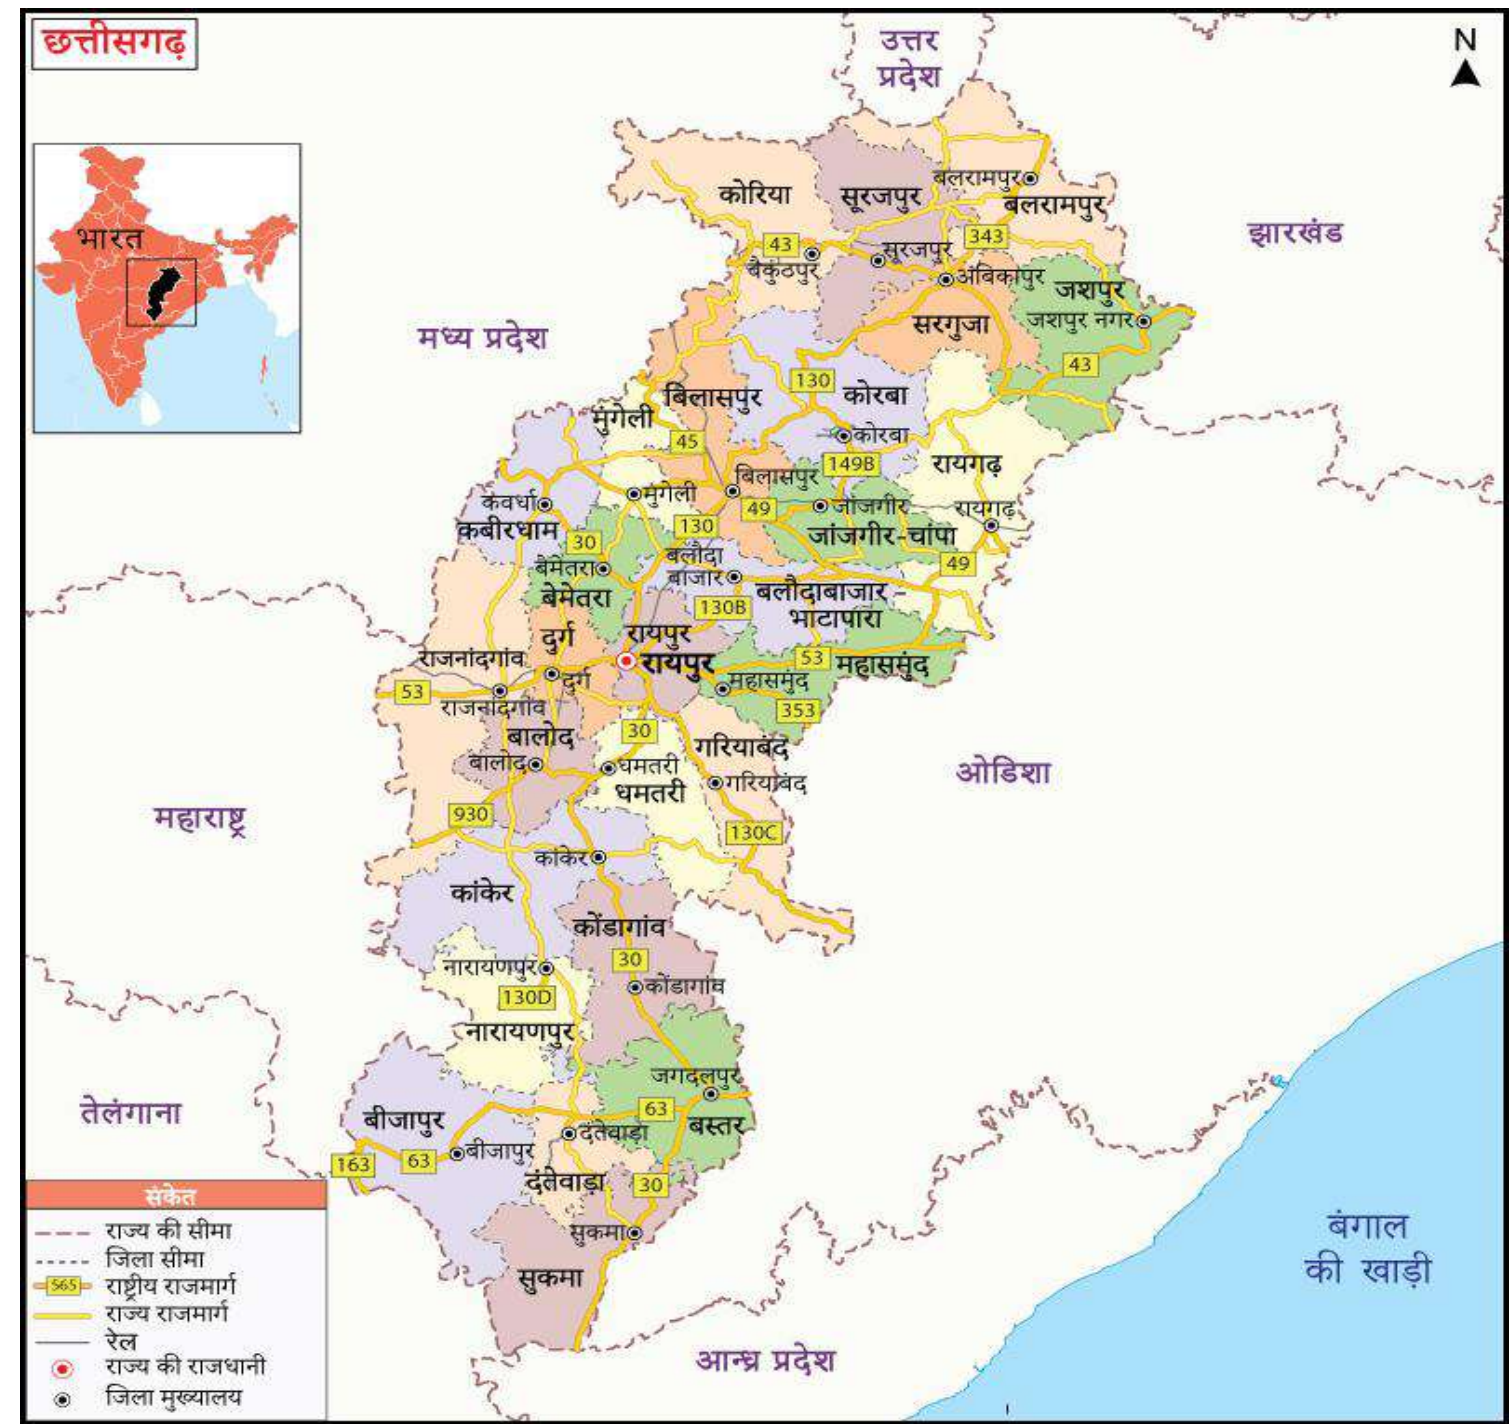 छत्तीसगढ़
उत्तर
प्रदेश
N
भारत
कोरिया
सूरजपुर
बलरामपुर
बलरामपुर
झारखंड
43
343
सूरजपुर
बैकुंठपुर
अंबिकापुर
जशपुर
मध्य प्रदेश
सरगुजा
जशपुर नगर
43
130
कोरबा
बिलासपुर
मुंगेली
45
कोरबा
149B
रायगढ़
बिलासपुर
कवर्धा
मुंगेली
49
जांजगीर
रायगढ़
कबीरधाम
130
जांजगीर-चांपा
30
बलौदा
बाजार
49
बेमेतरा
बेमेतरा
बलौदाबाजार -
भाटापारा
130B
दुर्ग
रायपुर
रायपुर
राजनांदगांव
53
महासमुंद
दुर्ग
महासमुंद
53
राजनांदगांव
353
बालोद
30
गरियाबंद
बालोद
धमतरी
धमतरी
गरियाबंद
ओडिशा
महाराष्ट्र
930
130C
कांकेर
कांकेर
कोंडागांव
30
नारायणपुर
130D
कोंडागांव
नारायणपुर
जगदलपुर
तेलंगाना
बीजापुर
63
बस्तर
दंतेवाड़ा
163
63
बीजापुर
दंतेवाड़ा
30
सुकमा
सुकमा
बंगाल
की खाड़ी
आन्ध्र प्रदेश
संकेत
राज्य की सीमा
जिला सीमा
S65 राष्ट्रीय राजमार्ग
राज्य राजमार्ग
रेल
राज्य की राजधानी
जिला मुख्यालय